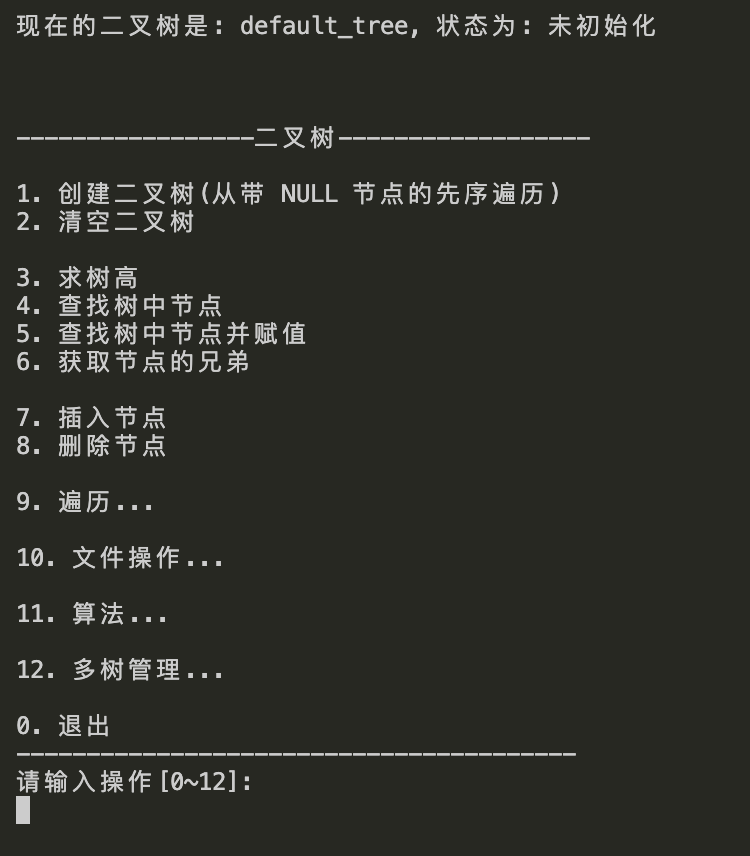 现在的二叉树是: default_tree, 状态为: 未初始化
-----------------二叉树------------------
1. 创建二叉树(从带 NULL 节点的先序遍历)
2. 清空二叉树
3. 求树高
4. 查找树中节点
5. 查找树中节点并赋值
6. 获取节点的兄弟
7. 插入节点
8. 删除节点
9. 遍历...
10. 文件操作...
11. 算法...
12. 多树管理...
0. 退出
----------------------------------------
请输入操作[0~12]: